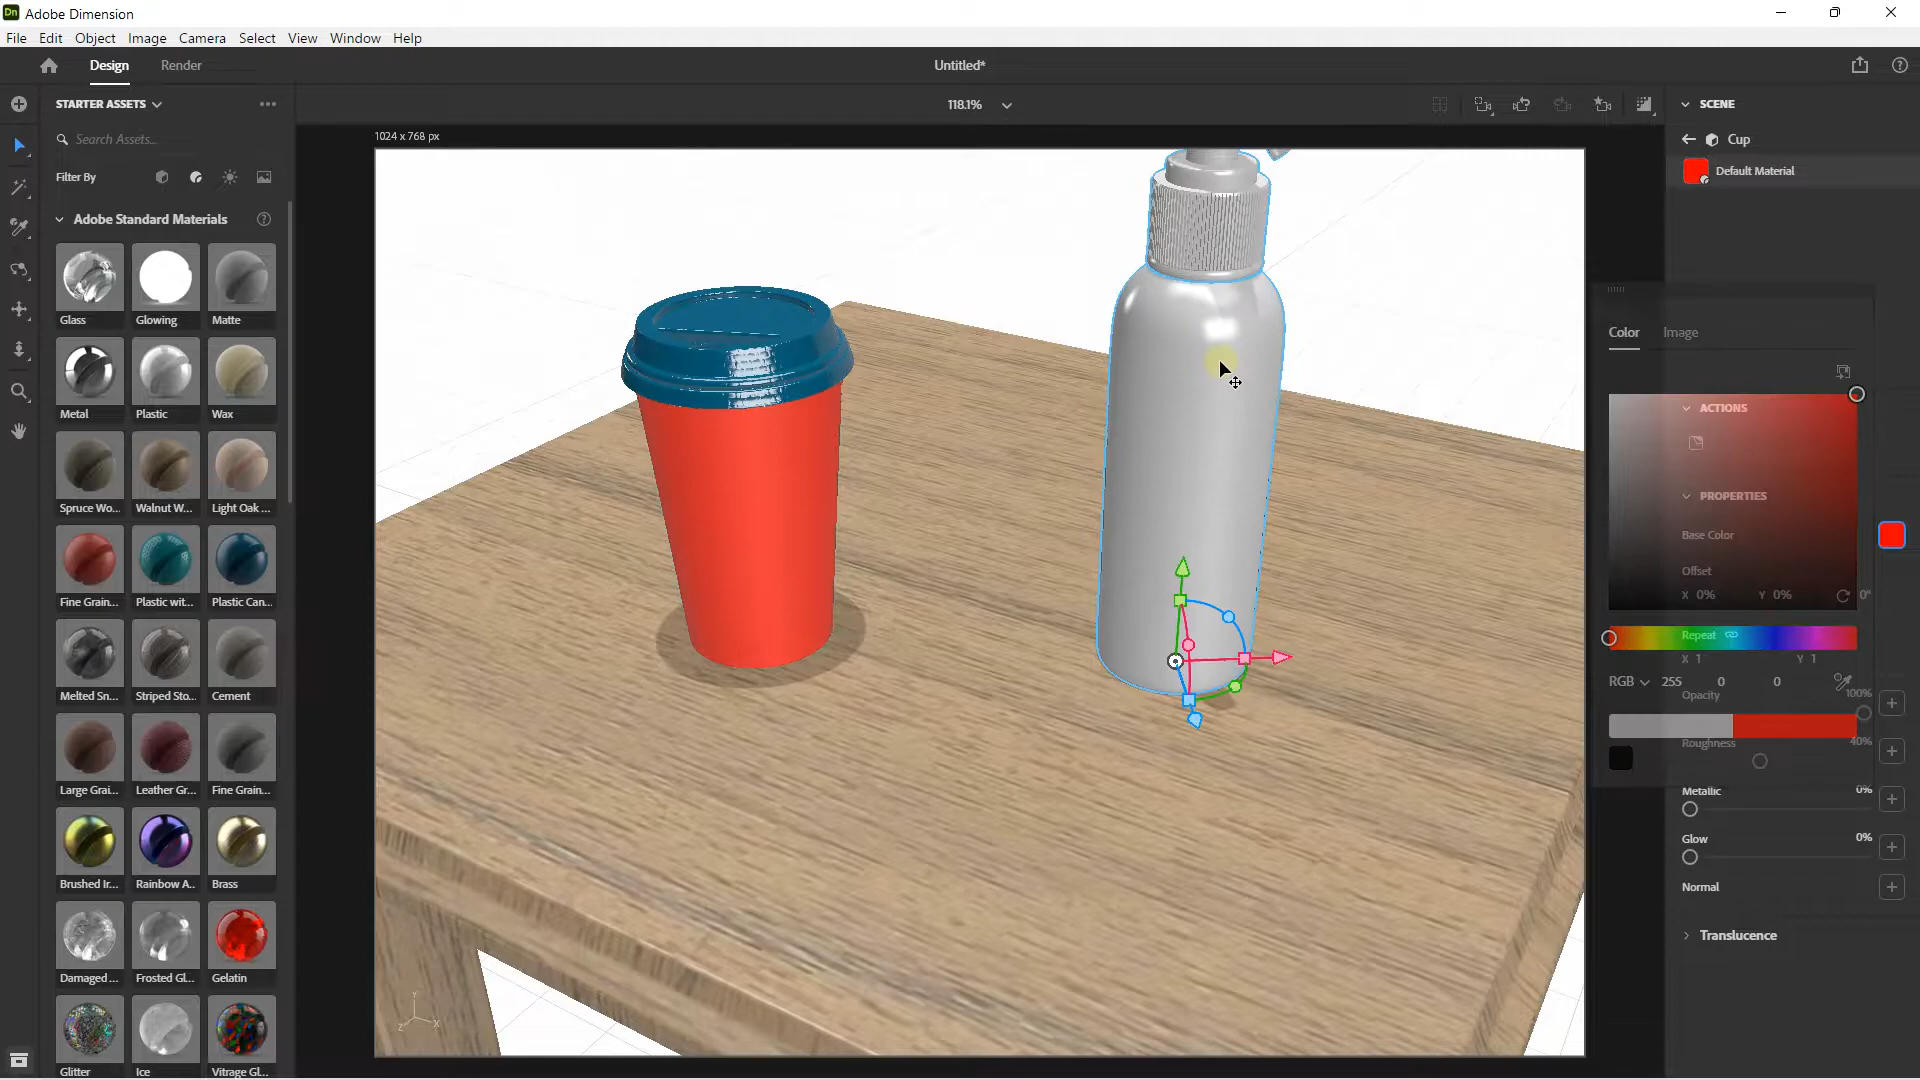 Dn Adobe Dimension
File Edit Object Image Camera Select View Window Help
Design Render Untitled*
STARTER ASSETS
118.1%
SCENE
1024 x 768 px
Search Assets...
Cup
Default Material
Filter By
Adobe Standard Materials
Glass Glowing Matte
Metal Plastic Wax
Spruce Wo... Walnut W... Light Oak ...
Fine Grain... Plastic wit... Plastic Can...
Melted Sn... Striped Sto... Cement
Large Grai... Leather Gr... Fine Grain...
Brushed Ir... Rainbow A.. Brass
Damaged ... Frosted Gl... Gelatin
Glitter Ice Vitrage Gl...
Color Image
ACTIONS
PROPERTIES
Base Color
Offset
X 0% Y 0% 0°
Repeat
X 1 Y 1
RGB 255 0 0
Opacity 100%
Roughness 40%
Metallic 0%
Glow 0%
Normal
Translucence
Y
Z X